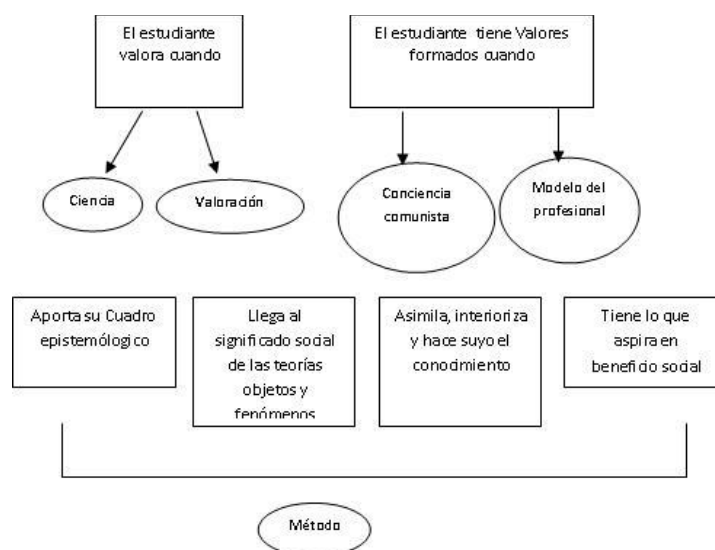 El estudiante
valora cuando
El estudiante tiene Valores
formados cuando
Ciencia
Valoración
Conciencia
comunista
Modelo del
profesional
Aporta su Cuadro
epistemólogico
Llega al
significado social
de las teorías
objetos y
fenómenos
Asimila, interioriza
y hace suyo el
conocimiento
Tiene lo que
aspira en
beneficio social
Método